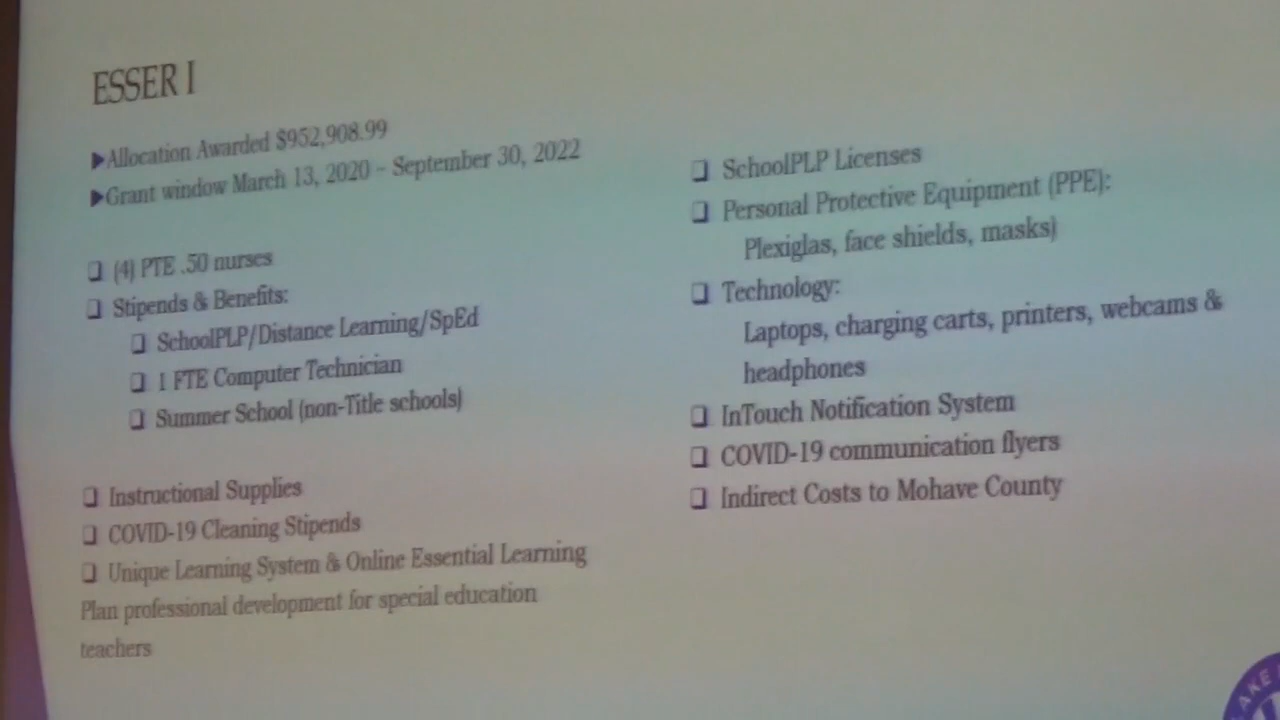 ESSER I
▶Allocation Awarded $952,908.99
▶Grant window March 13, 2020 - September 30, 2022
❑ (4) PTE .50 nurses
❑ Stipends & Benefits:
❑ SchoolPLP/Distance Learning/SpEd
❑ 1 FTE Computer Technician
❑ Summer School (non-Title schools)
❑ Instructional Supplies
❑ COVID-19 Cleaning Stipends
❑ Unique Learning System & Online Essential Learning
Plan professional development for special education
teachers
❑ SchoolPLP Licenses
❑ Personal Protective Equipment (PPE):
Plexiglas, face shields, masks)
❑ Technology:
Laptops, charging carts, printers, webcams &
headphones
❑ InTouch Notification System
❑ COVID-19 communication flyers
❑ Indirect Costs to Mohave County
AKE